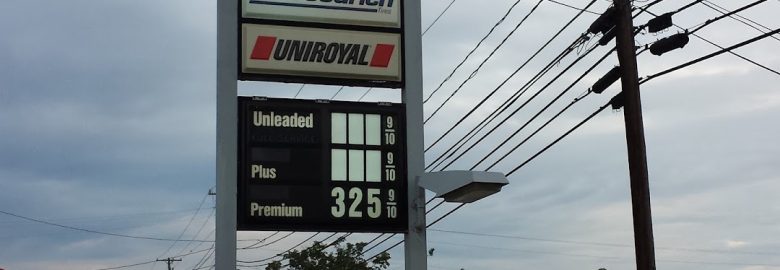 UNIROYAL
Unleaded 9/10
Plus 9/10
Premium 325 9/10